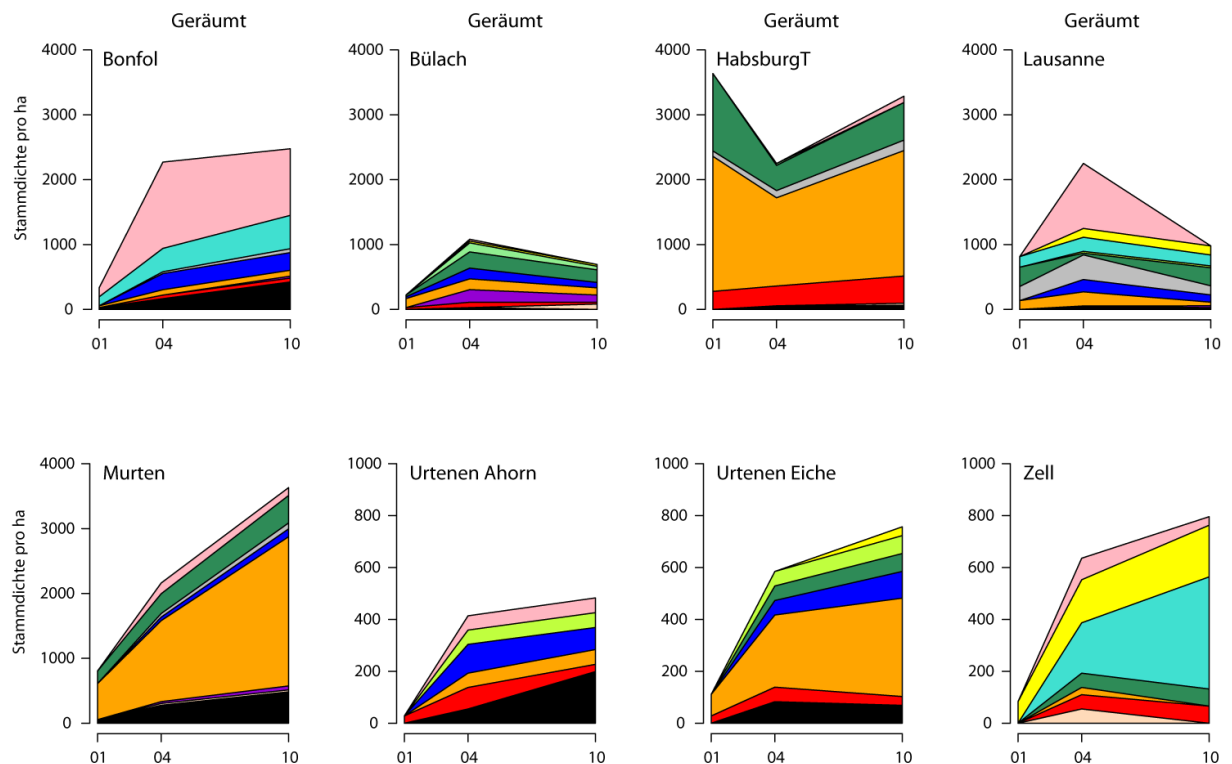 Geräumt Geräumt Geräumt Geräumt
Bonfol Bülach HabsburgT Lausanne
Stammdichte pro ha
4000 4000 4000 4000
3000 3000 3000 3000
2000 2000 2000 2000
1000 1000 1000 1000
0 0 0 0
01 04 10 01 04 10 01 04 10 01 04 10
Murten Urtenen Ahorn Urtenen Eiche Zell
Stammdichte pro ha
4000 1000 1000 1000
3000 800 800 800
2000 600 600 600
1000 400 400 400
0 200 200 200
0 0 0
01 04 10 01 04 10 01 04 10 01 04 10